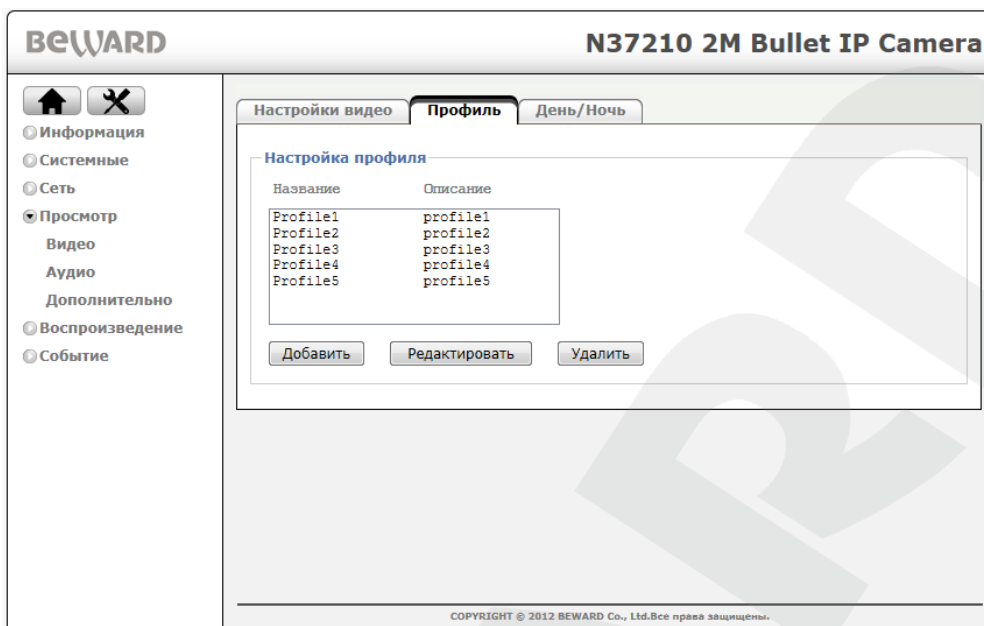 BEWARD
N37210 2M Bullet IP Camera
Информация
Системные
Сеть
Просмотр
Видео
Аудио
Дополнительно
Воспроизведение
Событие
Настройки видео
Профиль
День/Ночь
Настройка профиля
Название Описание
Profile1 profile1
Profile2 profile2
Profile3 profile3
Profile4 profile4
Profile5 profile5
Добавить
Редактировать
Удалить
COPYRIGHT © 2012 BEWARD Co., Ltd.Все права защищены.